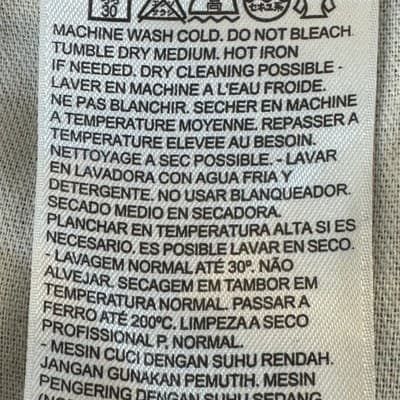 30
高
MACHINE WASH COLD. DO NOT BLEACH
TUMBLE DRY MEDIUM. HOT IRON
IF NEEDED. DRY CLEANING POSSIBLE -
LAVER EN MACHINE A L'EAU FROIDE.
NE PAS BLANCHIR. SECHER EN MACHINE
A TEMPERATURE MOYENNE. REPASSER A
TEMPERATURE ELEVEE AU BESOIN.
NETTOYAGE A SEC POSSIBLE. - LAVAR
EN LAVADORA CON AGUA FRIA Y
DETERGENTE. NO USAR BLANQUEADOR.
SECADO MEDIO EN SECADORA.
PLANCHAR EN TEMPERATURA ALTA SI ES
NECESARIO. ES POSIBLE LAVAR EN SECO.
- LAVAGEM NORMAL ATÉ 30º. NÃO
ALVEJAR. SECAGEM EM TAMBOR EM
TEMPERATURA NORMAL. PASSAR A
FERRO ATÉ 200ºC. LIMPEZA A SECO
PROFISSIONAL P, NORMAL.
- MESIN CUCI DENGAN SUHU RENDAH.
JANGAN GUNAKAN PEMUTIH. MESIN
PENGERING DENGAN SUHU SEDANG